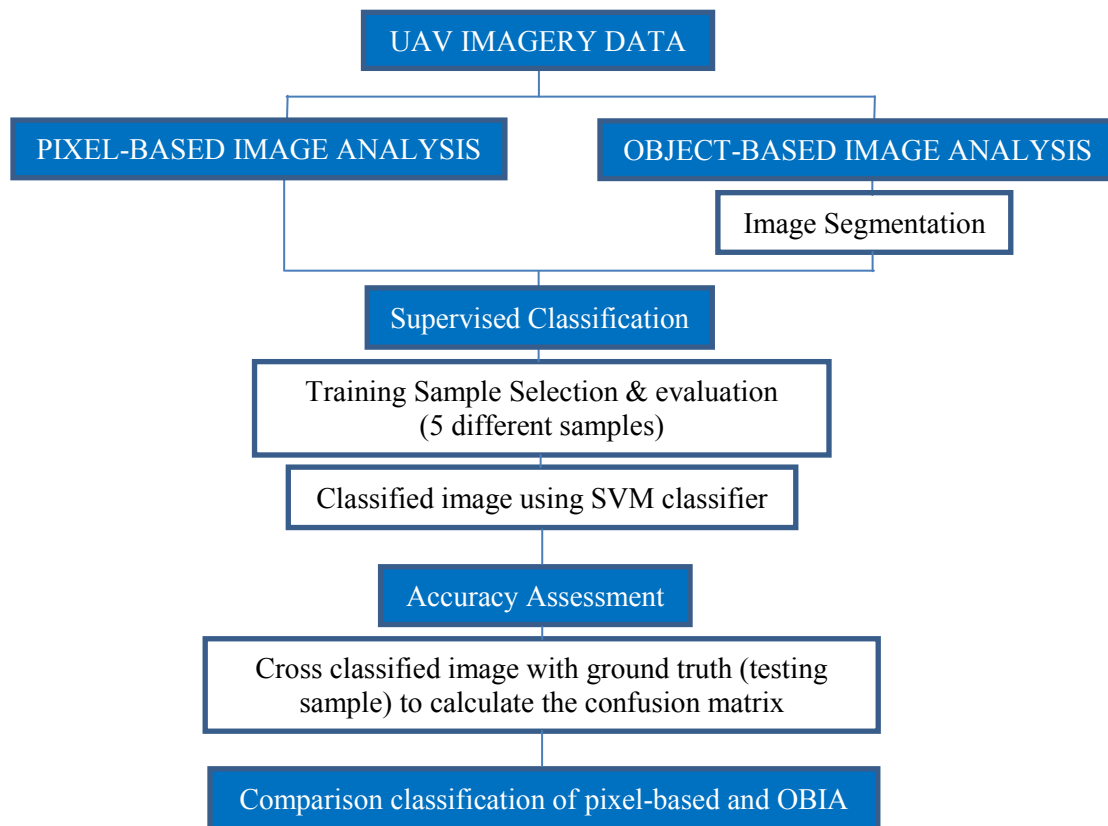 UAV IMAGERY DATA
PIXEL-BASED IMAGE ANALYSIS
OBJECT-BASED IMAGE ANALYSIS
Image Segmentation
Supervised Classification
Training Sample Selection & evaluation
(5 different samples)
Classified image using SVM classifier
Accuracy Assessment
Cross classified image with ground truth (testing
sample) to calculate the confusion matrix
Comparison classification of pixel-based and OBIA